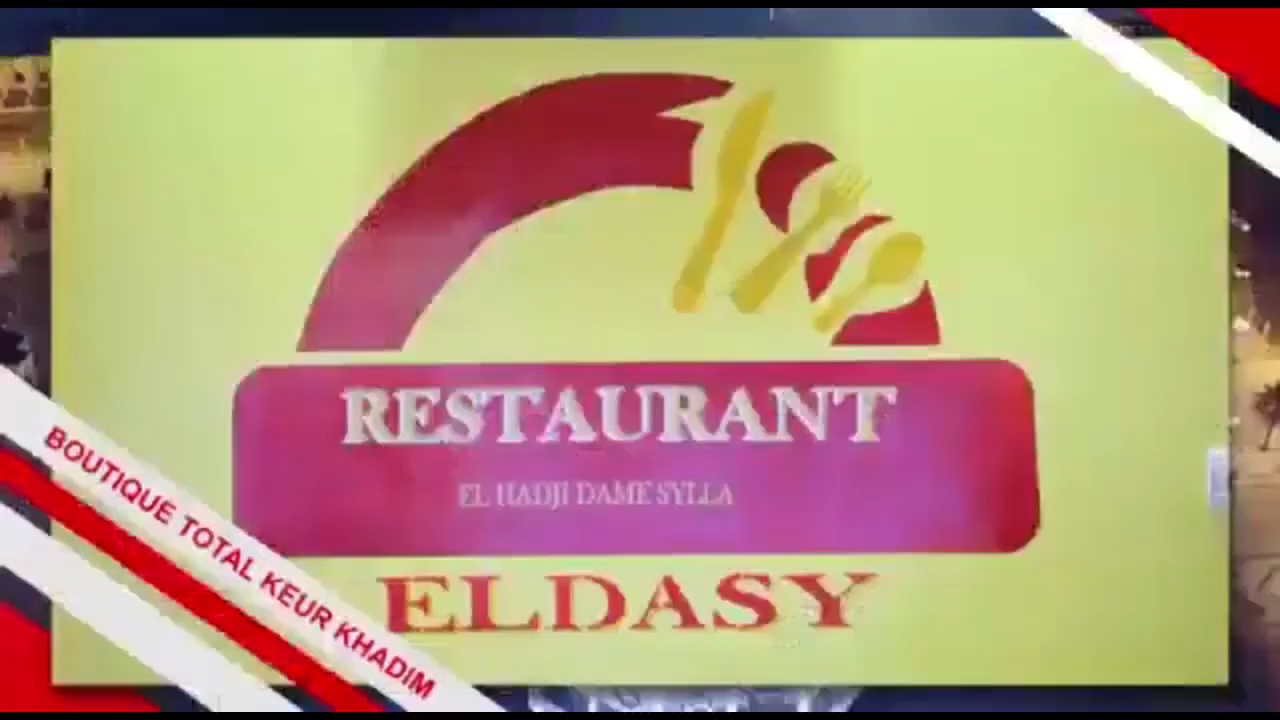 RESTAURANT
EL HADJI DAME SYLLA
ELDASY
BOUTIQUE TOTAL KEUR KHADIM